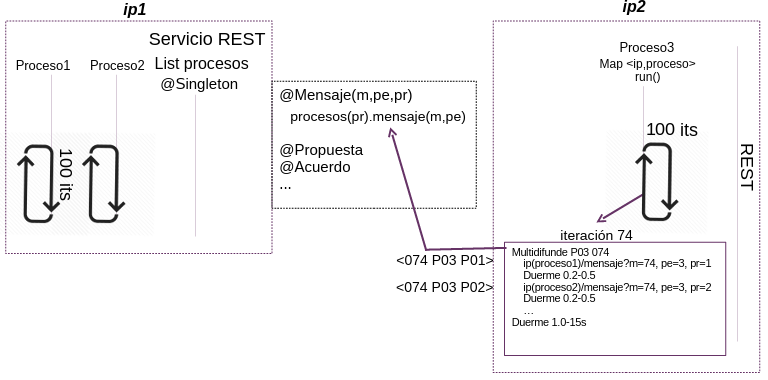 ip1
Servicio REST
List procesos
@Singleton
Proceso1
Proceso2
100 its
@Mensaje(m,pe,pr)
procesos(pr).mensaje(m,pe)
@Propuesta
@Acuerdo
...
<074 P03 P01>
<074 P03 P02>
ip2
Proceso3
Map <ip,proceso>
run()
100 its
REST
iteración 74
Multidifunde P03 074
ip(proceso1)/mensaje?m=74, pe=3, pr=1
Duerme 0.2-0.5
ip(proceso2)/mensaje?m=74, pe=3, pr=2
Duerme 0.2-0.5
...
Duerme 1.0-15s